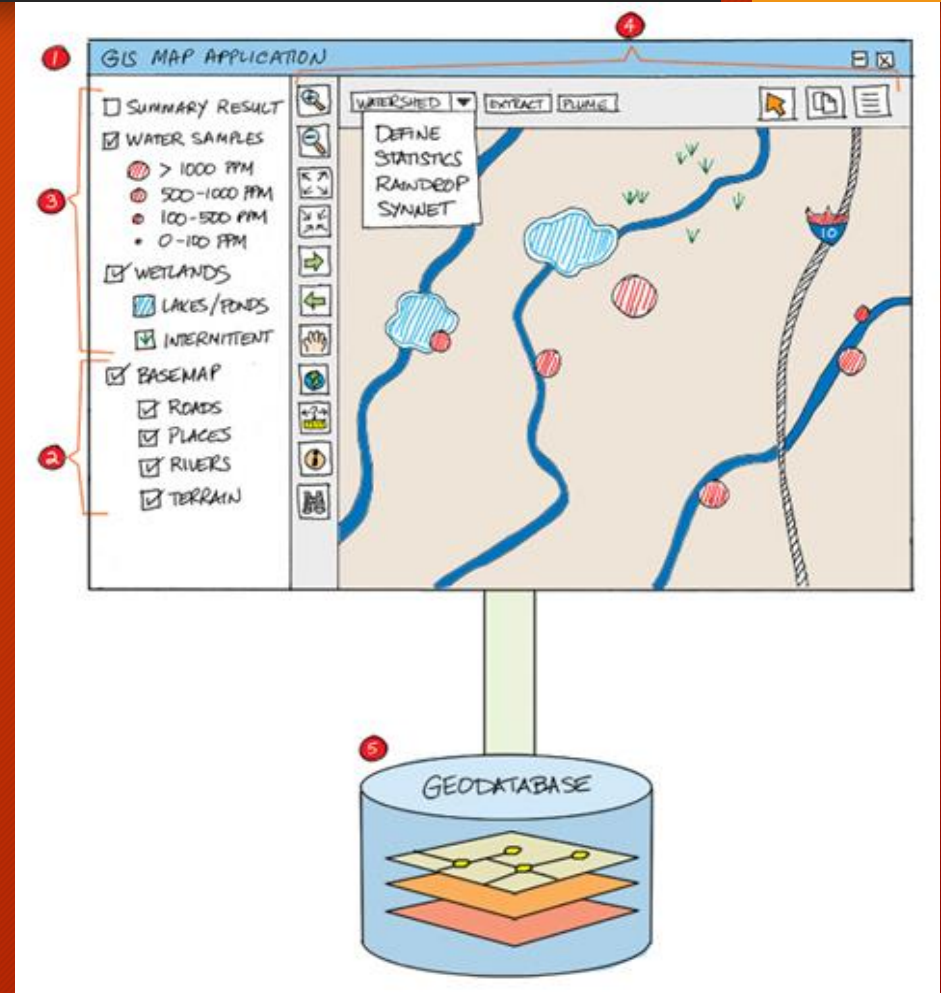 4
1
GIS MAP APPLICATION
3
SUMMARY RESULT
WATER SAMPLES
> 1000 PPM
500-1000 PPM
100-500 PPM
0-100 PPM
WETLANDS
LAKES/PONDS
INTERMITTENT
2
BASEMAP
ROADS
PLACES
RIVERS
TERRAIN
?
i
WATERSHED
EXTRACT
PLUME
DEFINE
STATISTICS
RAINDROP
SYNNET
10
5
GEODATABASE